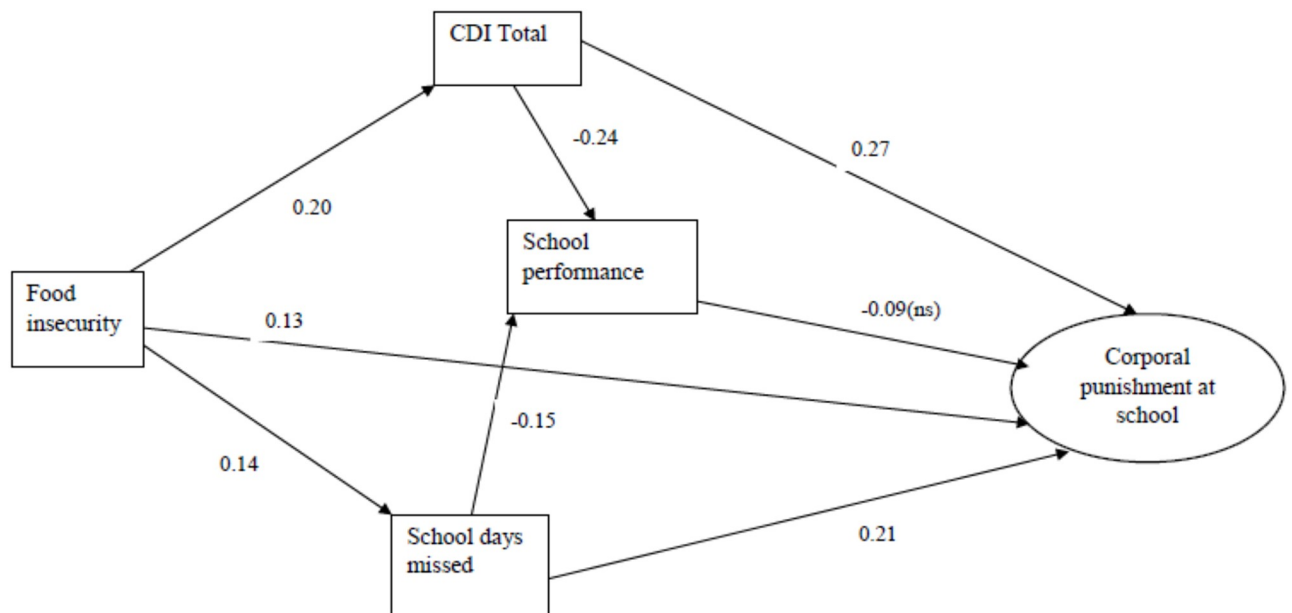 CDI Total
-0.24
0.27
0.20
School
performance
Food
insecurity
0.13
-0.09(ns)
Corporal
punishment at
school
-0.15
0.14
School days
missed
0.21